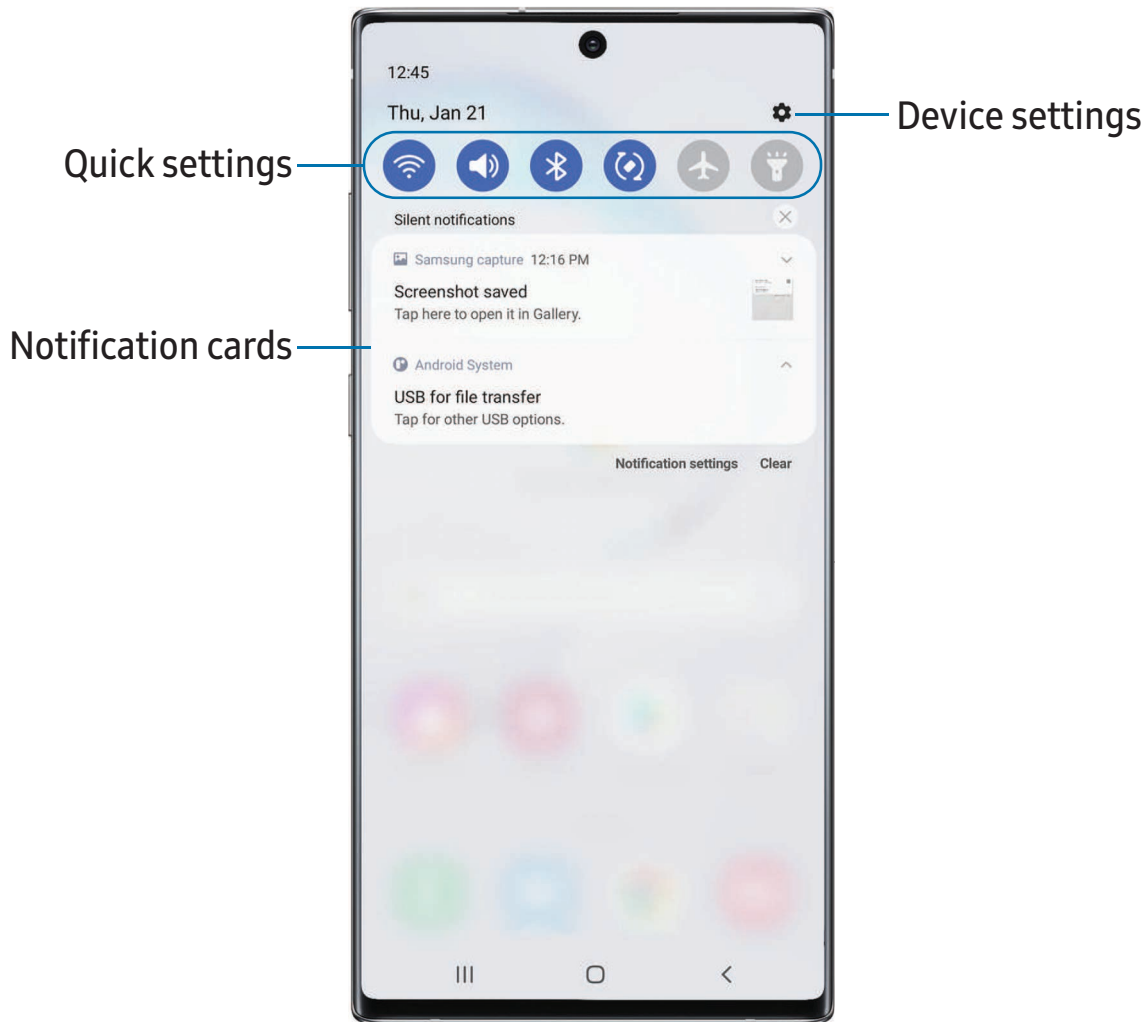 12:45
Thu, Jan 21
Device settings
Quick settings
Silent notifications
Samsung capture 12:16 PM
Screenshot saved
Tap here to open it in Gallery.
Notification cards
Android System
USB for file transfer
Tap for other USB options.
Notification settings Clear